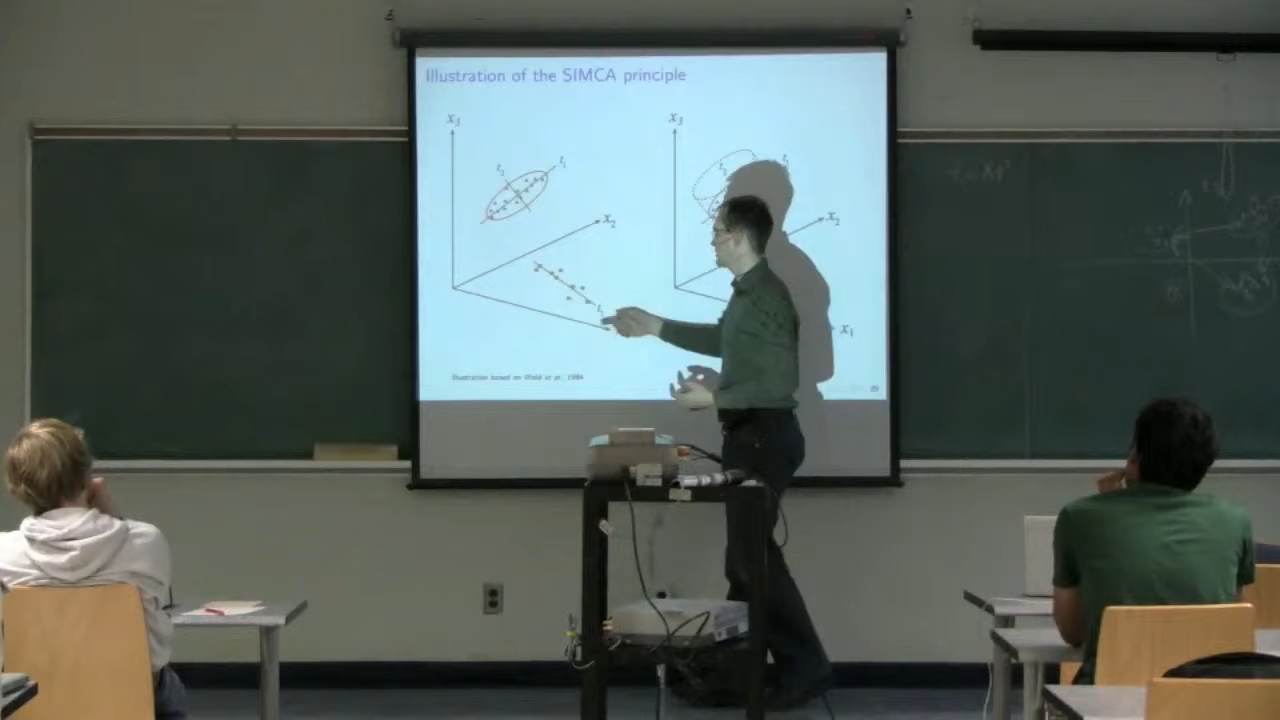 Illustration of the SIMCA principle
x₃
t₂
t₁
x₂
t₁
x₃
x₂
x₁
Illustration based on Wold et al., 1984